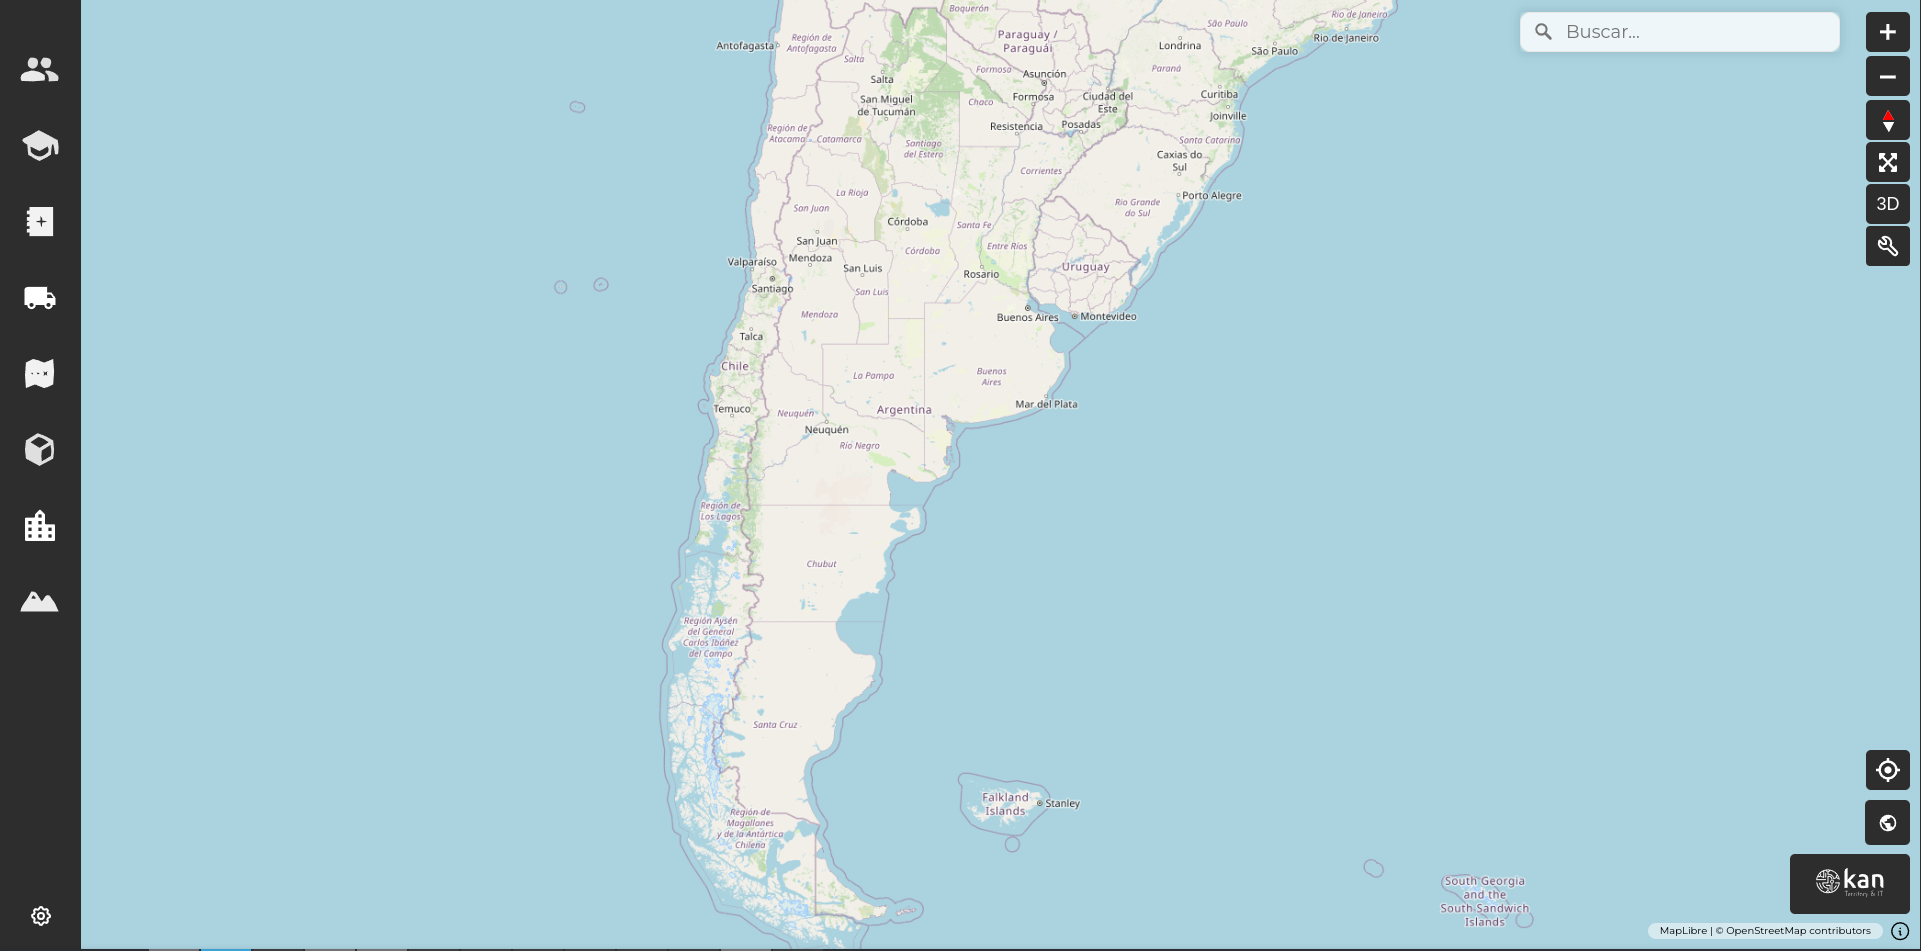 Boquerón
Rio de Janeiro
São Paulo
Buscar...
Antofagasta
Región de
Antofagasta
Paraguay /
Paraguái
Londrina
São Paulo
Rio de Janeiro
Salta
Salta
Formosa
Asunción
Paraná
3D
San Miguel
de Tucumán
Chaco
Formosa
Ciudad del
Este
Curitiba
Joinville
Resistencia
Posadas
Región de
Atacama
Catamarca
Santiago
del Estero
Santa Catarina
Caxias do
Sul
Corrientes
La Rioja
San Juan
Rio Grande
do Sul
Porto Alegre
Córdoba
Santa Fe
San Juan
Córdoba
Entre Ríos
Valparaíso
Mendoza
San Luis
Rosario
Uruguay
Santiago
San Luis
Mendoza
Buenos Aires
Montevideo
Talca
Chile
La Pampa
Buenos
Aires
Temuco
Neuquén
Argentina
Mar del Plata
Neuquén
Río Negro
Región de
Los Lagos
Chubut
Región Aysén
del General
Carlos Ibáñez
del Campo
Santa Cruz
Falkland
Islands
Stanley
Región de
Magallanes
y de la Antártica
Chilena
South Georgia
and the
South Sandwich
Islands
kan
Territory & IT
MapLibre | © OpenStreetMap contributors